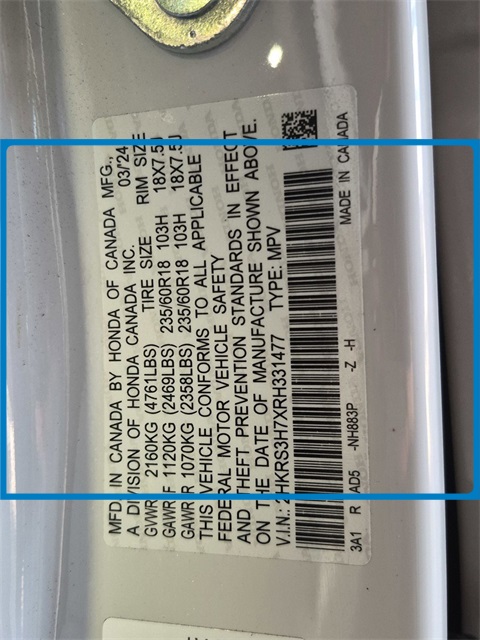 MFD. IN CANADA BY HONDA OF CANADA MFG.,
A DIVISION OF HONDA CANADA INC. 03/'24
GVWR 2160KG (4761LBS) TIRE SIZE RIM SIZE
GAWR F 1120KG (2469LBS) 235/60R18 103H 18X7.5J
GAWR R 1070KG (2358LBS) 235/60R18 103H 18X7.5J
THIS VEHICLE CONFORMS TO ALL APPLICABLE
FEDERAL MOTOR VEHICLE SAFETY
AND THEFT PREVENTION STANDARDS IN EFFECT
ON THE DATE OF MANUFACTURE SHOWN ABOVE.
V.I.N.: 2HKRS3H7XRH331477 TYPE: MPV
3A1 R AD5 -NH883P -Z -H MADE IN CANADA